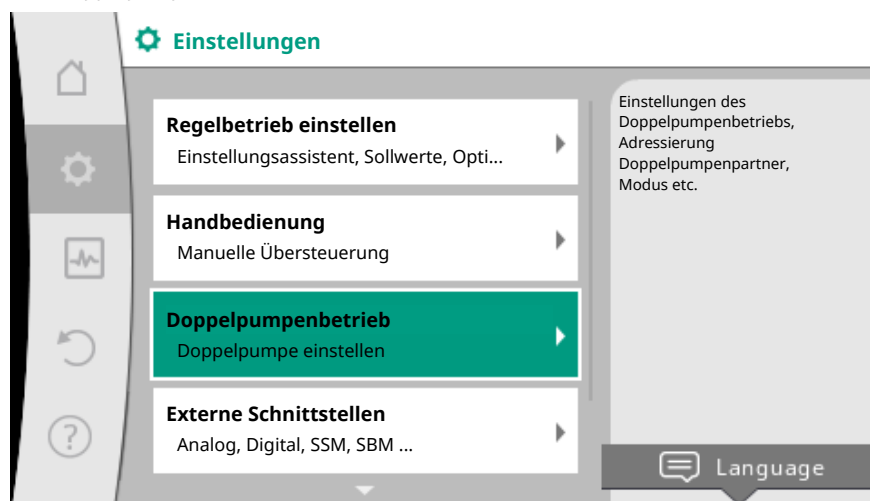 Einstellungen
Regelbetrieb einstellen
Einstellungsassistent, Sollwerte, Opti...
Handbedienung
Manuelle Übersteuerung
Doppelpumpenbetrieb
Doppelpumpe einstellen
Externe Schnittstellen
Analog, Digital, SSM, SBM ...
Einstellungen des
Doppelpumpenbetriebs,
Adressierung
Doppelpumpenpartner,
Modus etc.
?
Language